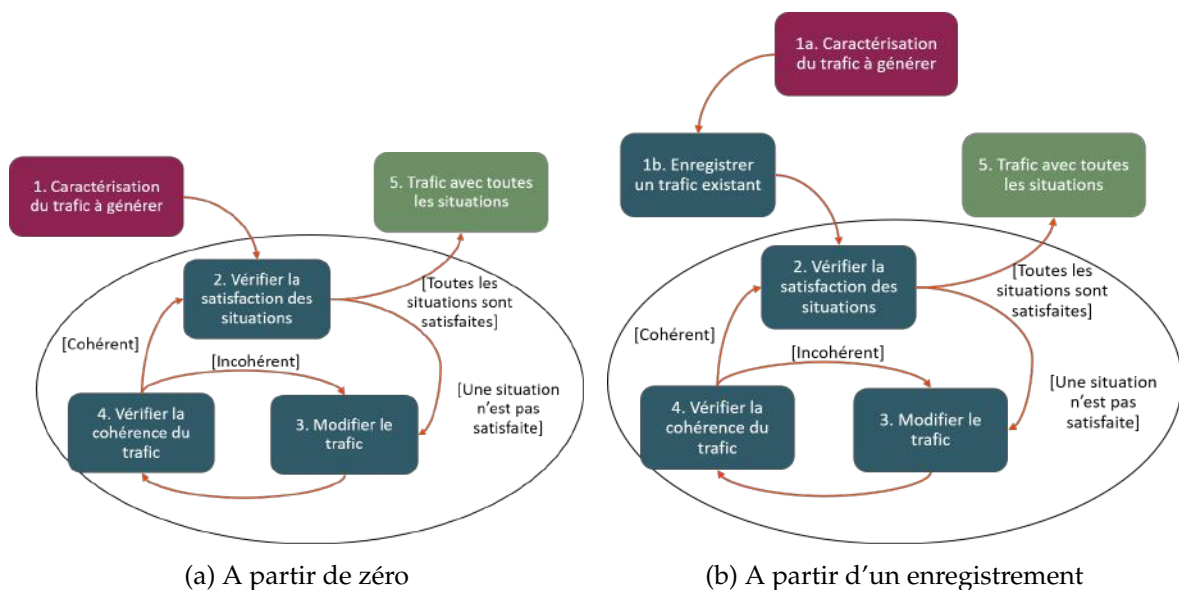 1. Caractérisation
du trafic à générer
5. Trafic avec toutes
les situations
2. Vérifier la
satisfaction des
situations
[Toutes les
situations sont
satisfaites]
[Cohérent]
[Incohérent]
[Une situation
n'est pas
satisfaite]
4. Vérifier la
cohérence du
trafic
3. Modifier le
trafic
(a) A partir de zéro
1a. Caractérisation
du trafic à générer
1b. Enregistrer
un trafic existant
5. Trafic avec toutes
les situations
2. Vérifier la
satisfaction des
situations
[Toutes les
situations sont
satisfaites]
[Cohérent]
[Incohérent]
[Une situation
n'est pas
satisfaite]
4. Vérifier la
cohérence du
trafic
3. Modifier le
trafic
(b) A partir d'un enregistrement